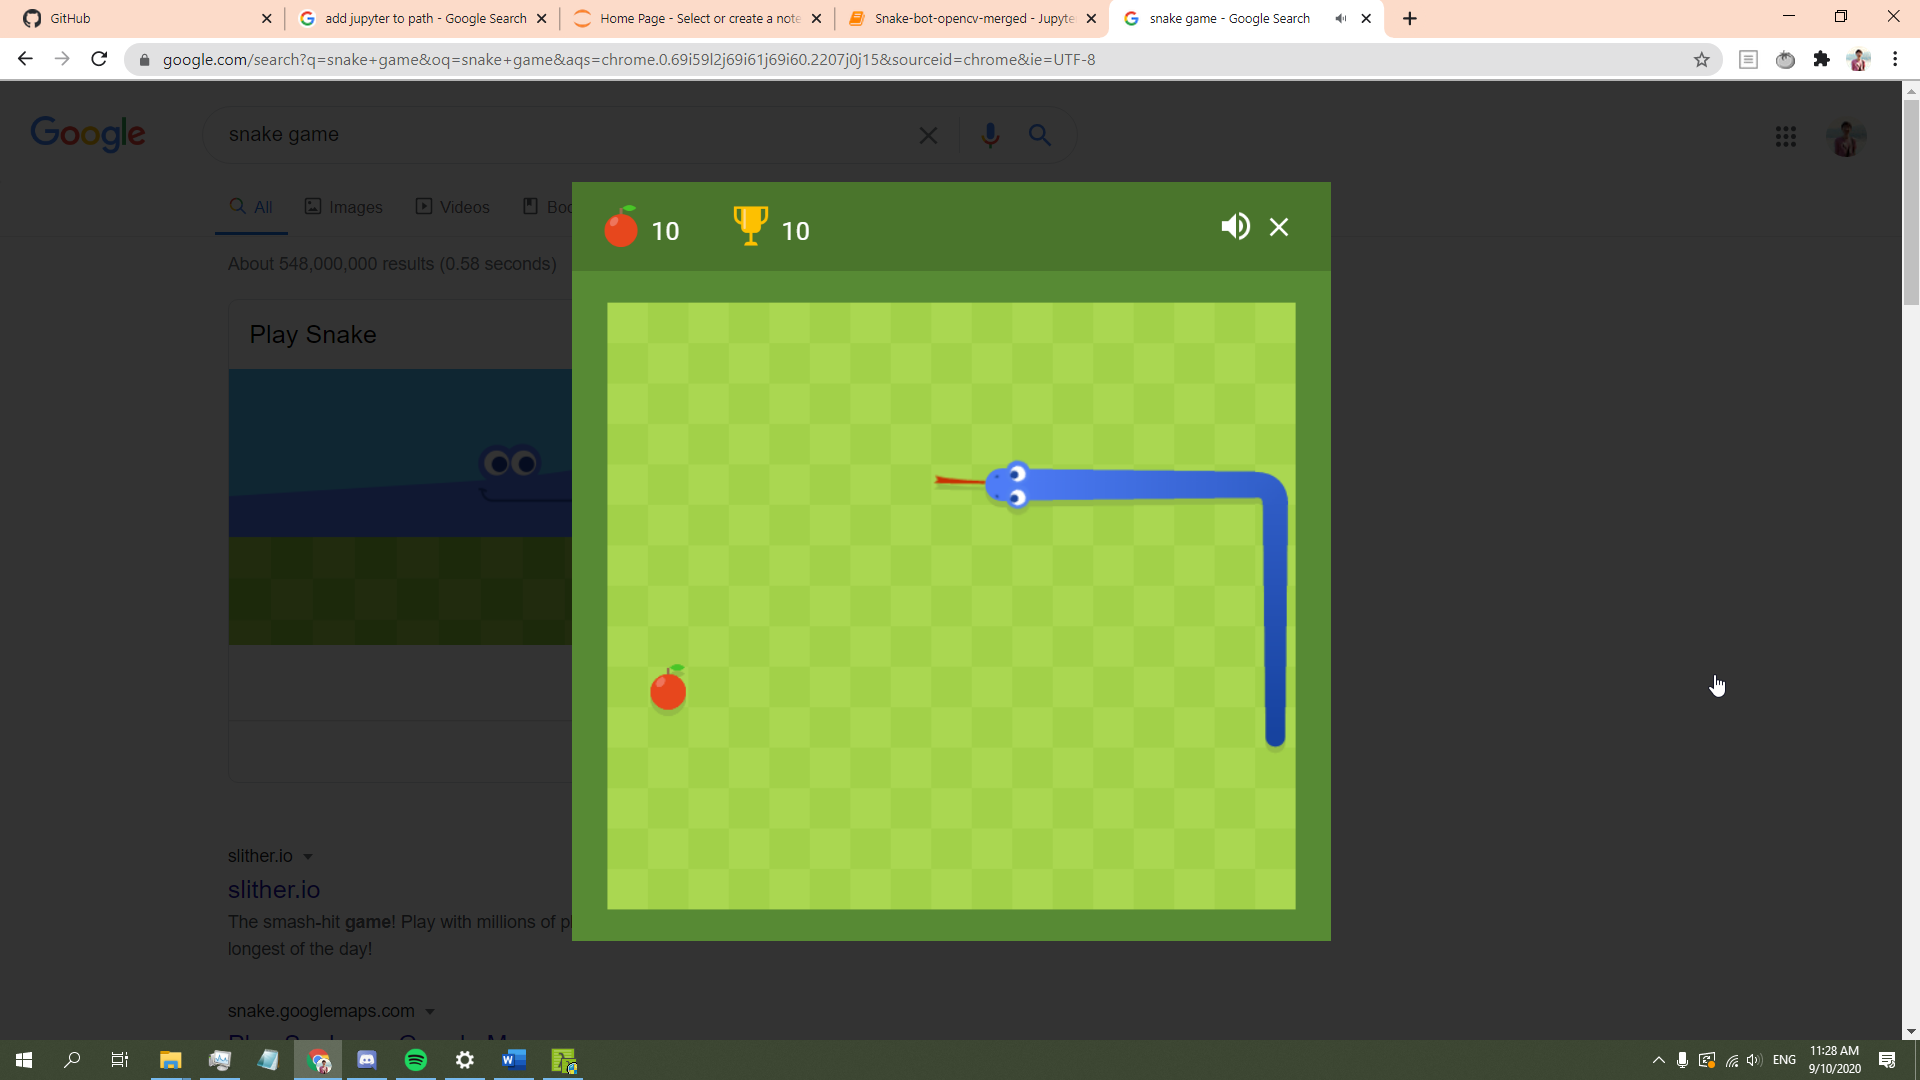 GitHub
add jupyter to path - Google Search
Home Page - Select or create a note
Snake-bot-opencv-merged - Jupyte
snake game - Google Search
google.com/search?q=snake+game&oq=snake+game&aqs=chrome.0.69i59l2j69i61j69i60.2207j0j15&sourceid=chrome&ie=UTF-8
Google
snake game
All
Images
Videos
Boo
10
10
About 548,000,000 results (0.58 seconds)
Play Snake
slither.io
slither.io
The smash-hit game! Play with millions of p
longest of the day!
snake.googlemaps.com
ENG
11:28 AM
9/10/2020